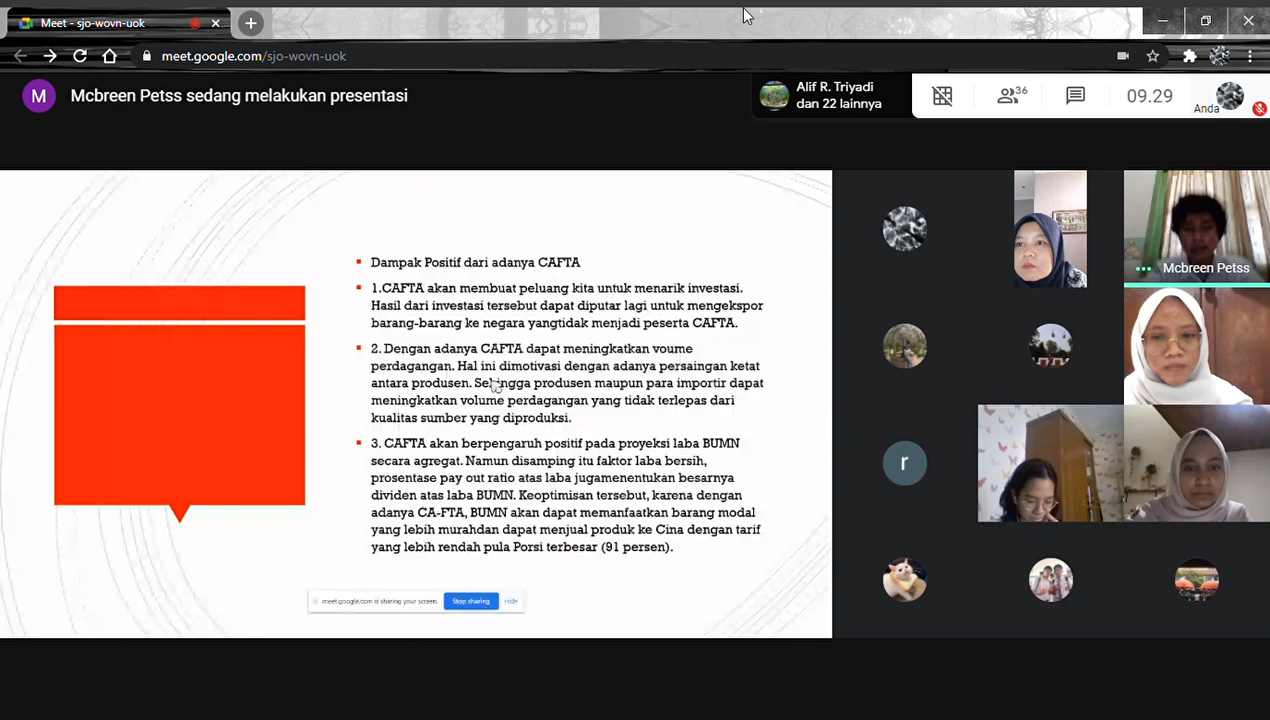 Meet - sjo-wovn-uok
meet.google.com/sjo-wovn-uok
M
Mcbreen Petss sedang melakukan presentasi
Alif R. Triyadi
dan 22 lainnya
36
09.29
Anda
Dampak Positif dari adanya CAFTA
1.CAFTA akan membuat peluang kita untuk menarik investasi.
Hasil dari investasi tersebut dapat diputar lagi untuk mengekspor
barang-barang ke negara yangtidak menjadi peserta CAFTA.
2. Dengan adanya CAFTA dapat meningkatkan voume
perdagangan. Hal ini dimotivasi dengan adanya persaingan ketat
antara produsen. Sehingga produsen maupun para importir dapat
meningkatkan volume perdagangan yang tidak terlepas dari
kualitas sumber yang diproduksi.
3. CAFTA akan berpengaruh positif pada proyeksi laba BUMN
secara agregat. Namun disamping itu faktor laba bersih,
prosentase pay out ratio atas laba jugamenentukan besarnya
dividen atas laba BUMN. Keoptimisan tersebut, karena dengan
adanya CA-FTA, BUMN akan dapat memanfaatkan barang modal
yang lebih murahdan dapat menjual produk ke Cina dengan tarif
yang lebih rendah pula Porsi terbesar (91 persen).
meet.google.com is sharing your screen.
Stop sharing
Hide
Mcbreen Petss
r